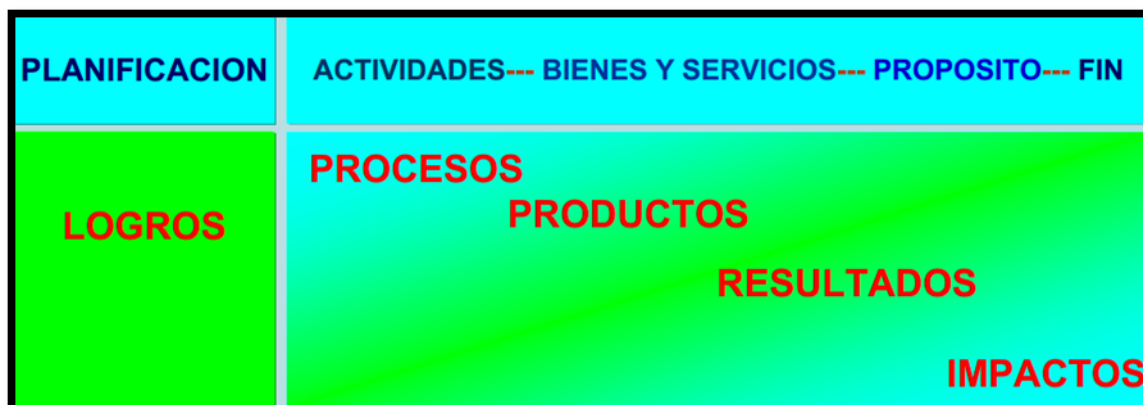 PLANIFICACION
ACTIVIDADES--- BIENES Y SERVICIOS--- PROPOSITO--- FIN
LOGROS
PROCESOS
PRODUCTOS
RESULTADOS
IMPACTOS